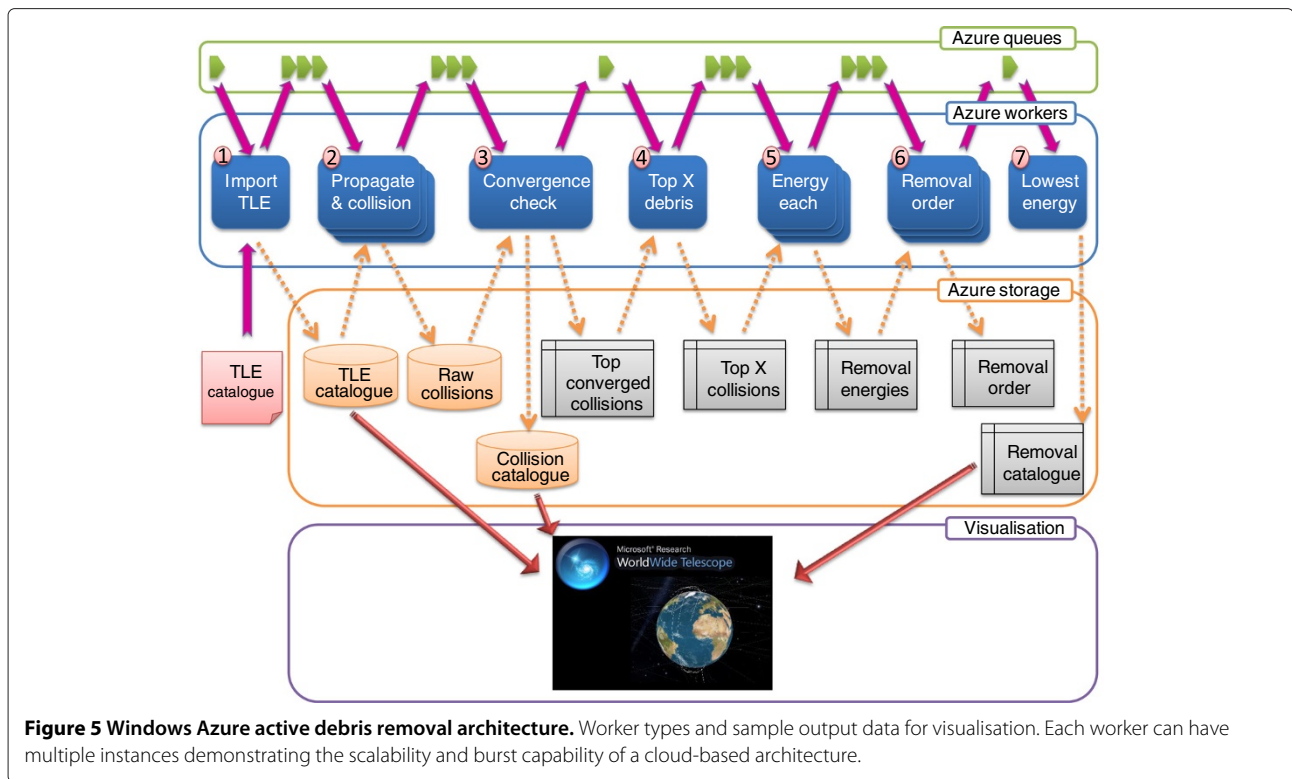 Azure queues
Azure workers
1
Import
TLE
2
Propagate
& collision
3
Convergence
check
4
Top X
debris
5
Energy
each
6
Removal
order
7
Lowest
energy
Azure storage
TLE
catalogue
TLE
catalogue
Raw
collisions
Top
converged
collisions
Top X
collisions
Removal
energies
Removal
order
Collision
catalogue
Removal
catalogue
Visualisation
Microsoft® Research
WorldWide Telescope
Figure 5 Windows Azure active debris removal architecture. Worker types and sample output data for visualisation. Each worker can have
multiple instances demonstrating the scalability and burst capability of a cloud-based architecture.